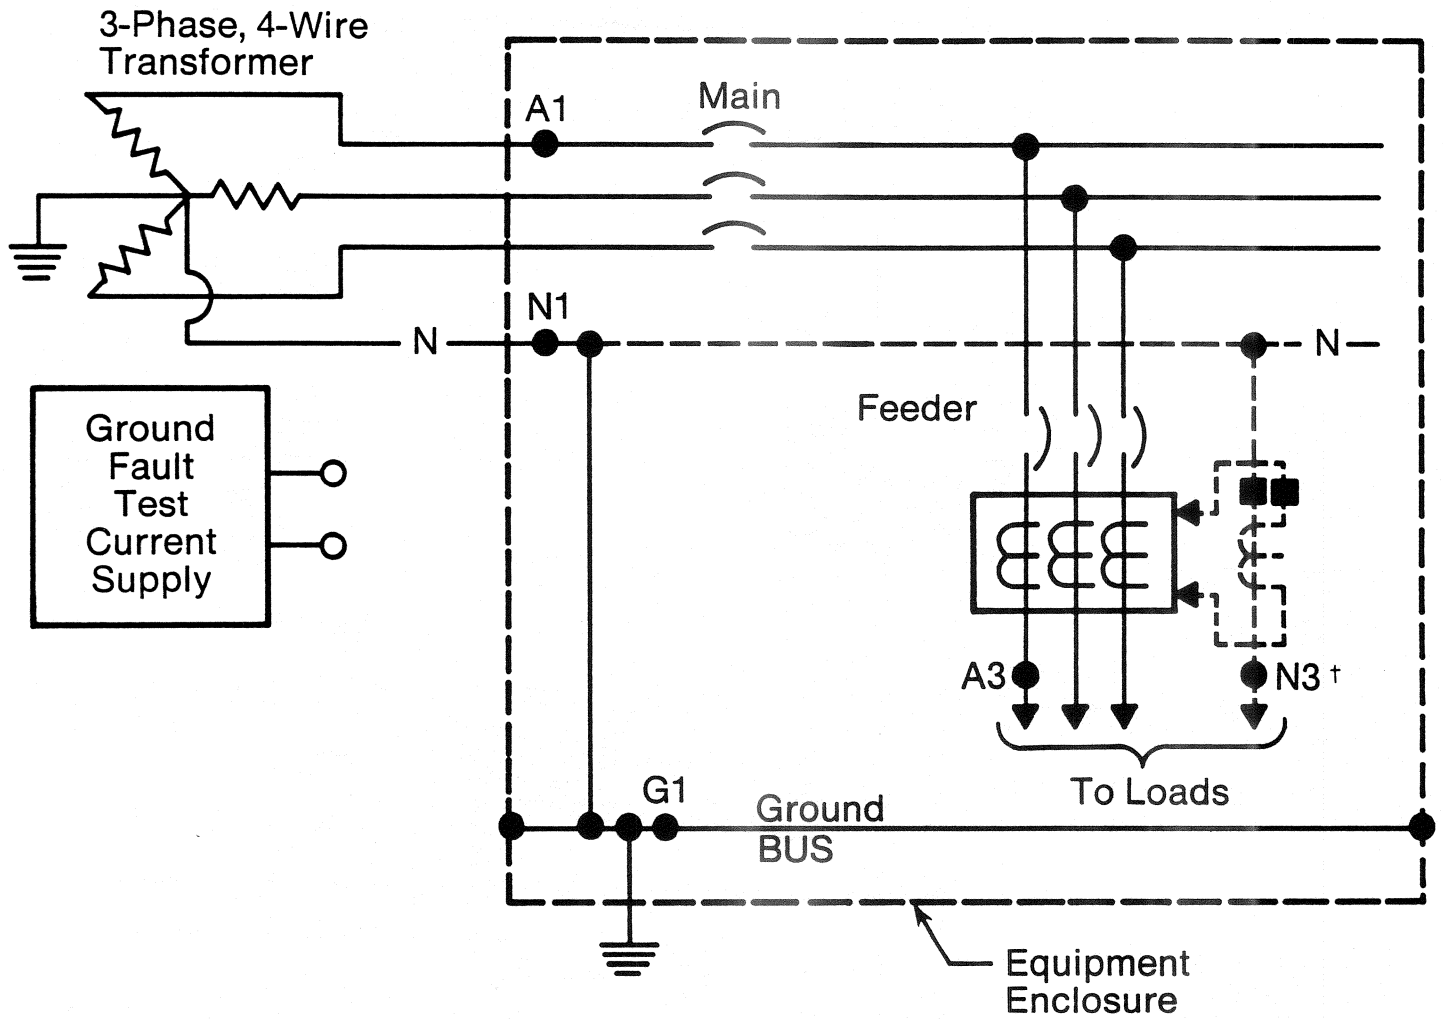 3-Phase, 4-Wire
Transformer
A1
Main
N1
N
N
Feeder
Ground
Fault
Test
Current
Supply
A3
N3 †
To Loads
G1
Ground
BUS
Equipment
Enclosure